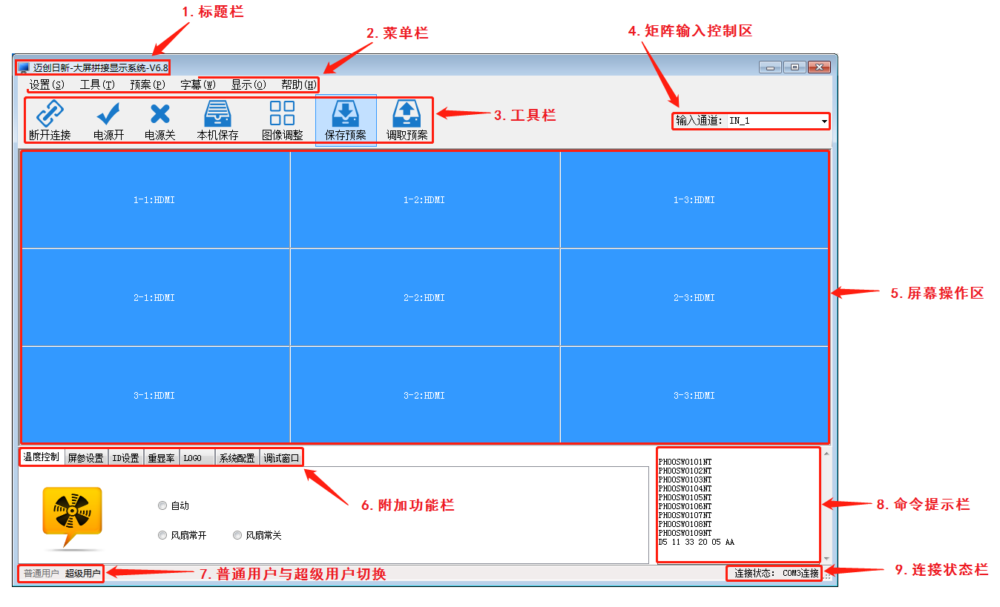 1.标题栏
2.菜单栏
4.矩阵输入控制区
迈创日新-大屏拼接显示系统-V6.8
设置(S) 工具(T) 预案(P) 字幕(W) 显示(O) 帮助(H)
3.工具栏
输入通道: IN_1
断开连接 电源开 电源关 本机保存 图像调整 保存预案 调取预案
1-1:HDMI 1-2:HDMI 1-3:HDMI
5.屏幕操作区
2-1:HDMI 2-2:HDMI 2-3:HDMI
3-1:HDMI 3-2:HDMI 3-3:HDMI
温度控制 屏参设置 ID设置 重显率 LOGO 系统配置 调试窗口
PH00SW0101NT
PH00SW0102NT
PH00SW0103NT
PH00SW0104NT
PH00SW0105NT
PH00SW0106NT
PH00SW0107NT
PH00SW0108NT
PH00SW0109NT
D5 11 33 20 05 AA
自动
6.附加功能栏
8.命令提示栏
风扇常开 风扇常关
普通用户 超级用户
7.普通用户与超级用户切换
连接状态: COM3连接
9.连接状态栏